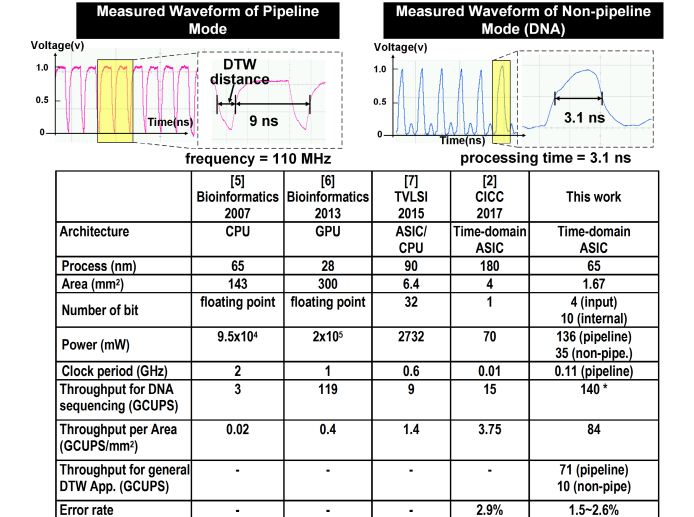 Measured Waveform of Pipeline
Mode
Measured Waveform of Non-pipeline
Mode (DNA)
Voltage(v)
1.0
0.5
0
Time(ns)
DTW
distance
9 ns
frequency = 110 MHz
Voltage(v)
1.0
0.5
0
Time(ns)
3.1 ns
processing time = 3.1 ns
[5] Bioinformatics 2007 [6] Bioinformatics 2013 [7] TVLSI 2015 [2] CICC 2017 This work
Architecture CPU GPU ASIC/ CPU Time-domain ASIC Time-domain ASIC
Process (nm) 65 28 90 180 65
Area (mm²) 143 300 6.4 4 1.67
Number of bit floating point floating point 32 1 4 (input) 10 (internal)
Power (mW) 9.5x10⁴ 2x10⁵ 2732 70 136 (pipeline) 35 (non-pipe.)
Clock period (GHz) 2 1 0.6 0.01 0.11 (pipeline)
Throughput for DNA sequencing (GCUPS) 3 119 9 15 140 *
Throughput per Area (GCUPS/mm²) 0.02 0.4 1.4 3.75 84
Throughput for general DTW App. (GCUPS) - - - - 71 (pipeline) 10 (non-pipe)
Error rate - - - 2.9% 1.5~2.6%